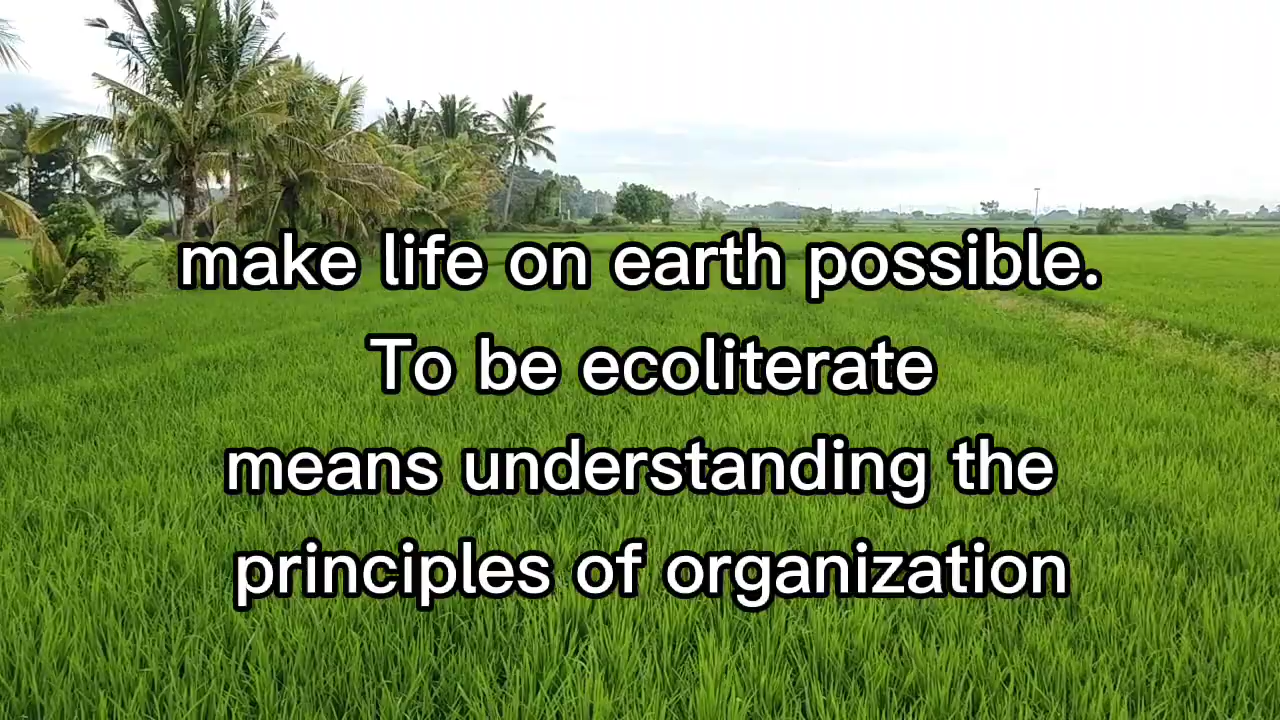 make life on earth possible.
To be ecoliterate
means understanding the
principles of organization